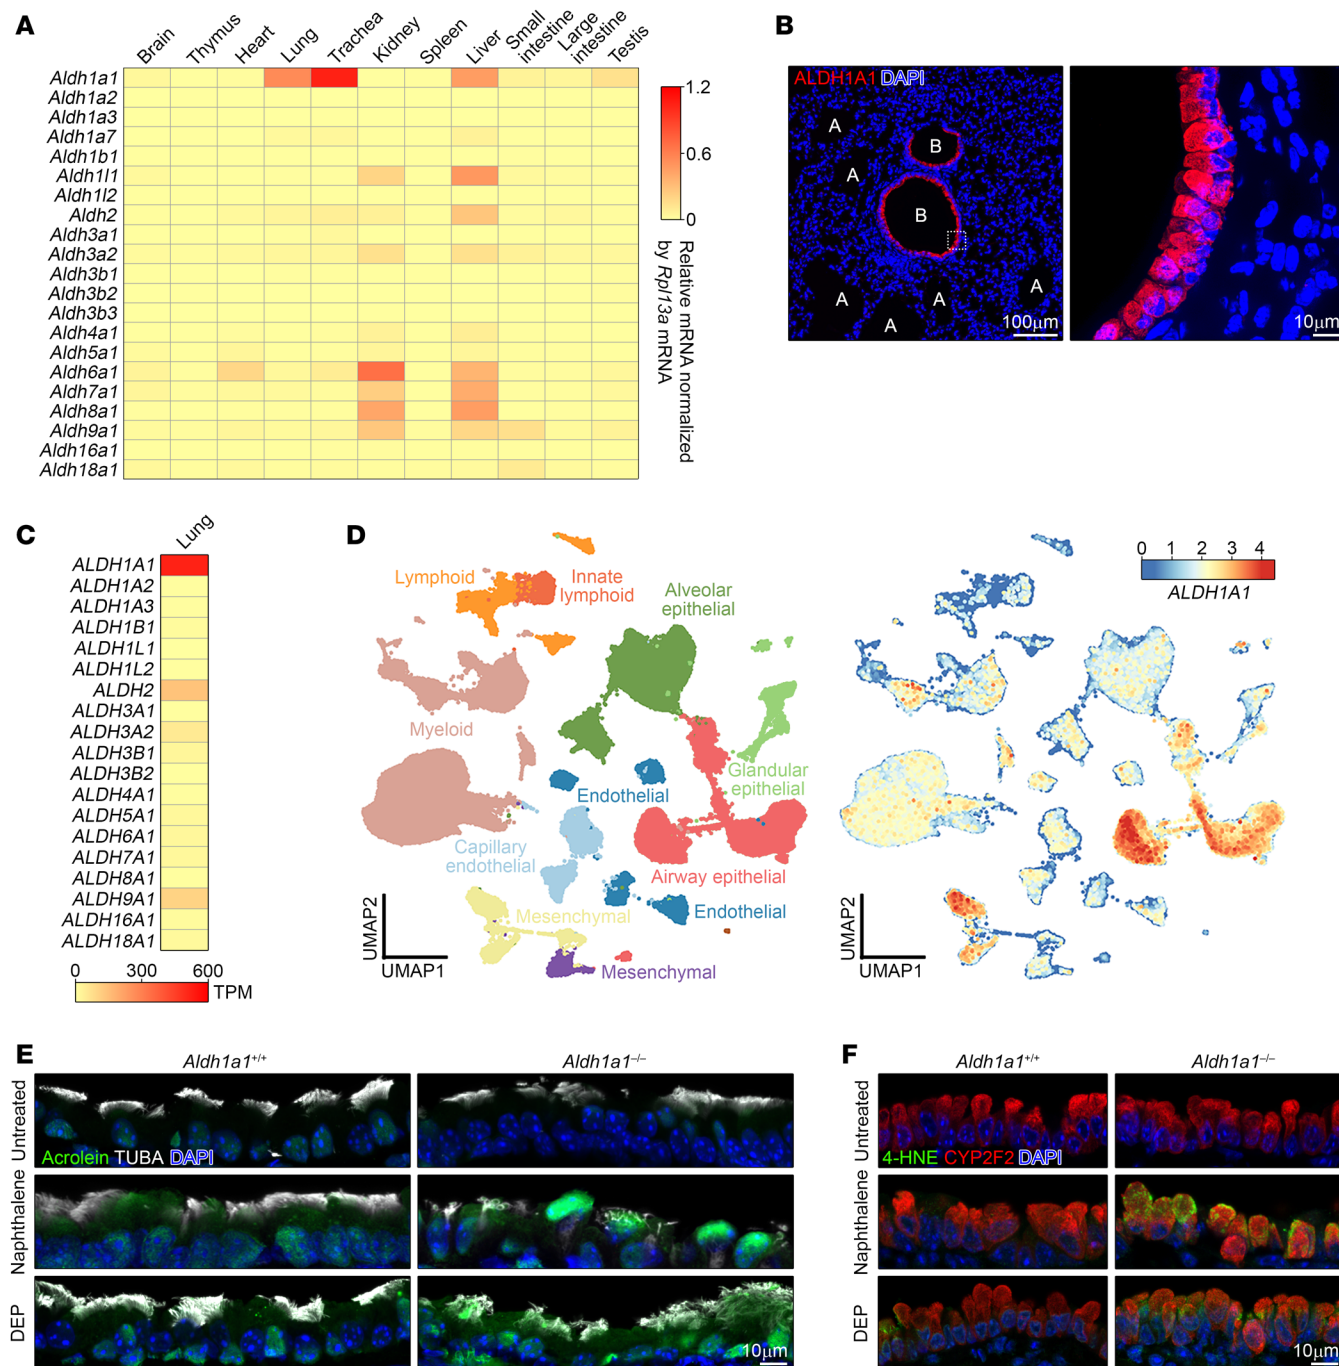 A
Brain
Thymus
Heart
Lung
Trachea
Kidney
Spleen
Liver
Small
intestine
Large
intestine
Testis
Aldh1a1
Aldh1a2
Aldh1a3
Aldh1a7
Aldh1b1
Aldh1l1
Aldh1l2
Aldh2
Aldh3a1
Aldh3a2
Aldh3b1
Aldh3b2
Aldh3b3
Aldh4a1
Aldh5a1
Aldh6a1
Aldh7a1
Aldh8a1
Aldh9a1
Aldh16a1
Aldh18a1
1.2
0.6
0
Relative mRNA normalized
by Rpl13a mRNA
B
ALDH1A1 DAPI
A
B
A
B
A
A
A
A
100μm
10μm
C
Lung
ALDH1A1
ALDH1A2
ALDH1A3
ALDH1B1
ALDH1L1
ALDH1L2
ALDH2
ALDH3A1
ALDH3A2
ALDH3B1
ALDH3B2
ALDH4A1
ALDH5A1
ALDH6A1
ALDH7A1
ALDH8A1
ALDH9A1
ALDH16A1
ALDH18A1
0 300 600
TPM
D
Lymphoid
Innate
lymphoid
Alveolar
epithelial
Myeloid
Glandular
epithelial
Endothelial
Capillary
endothelial
Airway epithelial
Mesenchymal
Endothelial
Mesenchymal
UMAP2
UMAP1
0 1 2 3 4
ALDH1A1
UMAP2
UMAP1
E
Aldh1a1+/+
Aldh1a1–/–
Untreated
Acrolein TUBA DAPI
Naphthalene
DEP
10μm
F
Aldh1a1+/+
Aldh1a1–/–
Untreated
4-HNE CYP2F2 DAPI
Naphthalene
DEP
10μm